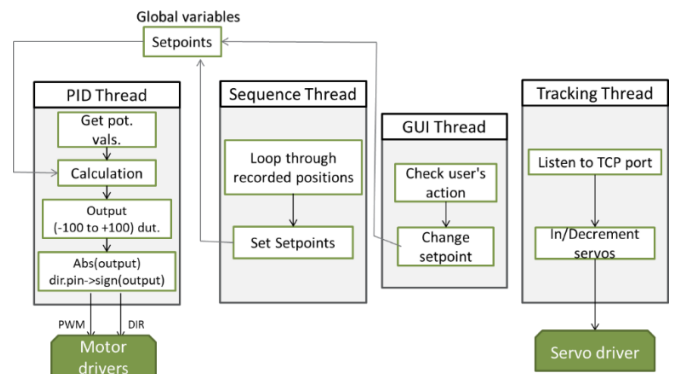 Global variables
Setpoints
PID Thread
Get pot.
vals.
Calculation
Output
(-100 to +100) dut.
Abs(output)
dir.pin->sign(output)
PWM
DIR
Motor
drivers
Sequence Thread
Loop through
recorded positions
Set Setpoints
GUI Thread
Check user's
action
Change
setpoint
Tracking Thread
Listen to TCP port
In/Decrement
servos
Servo driver